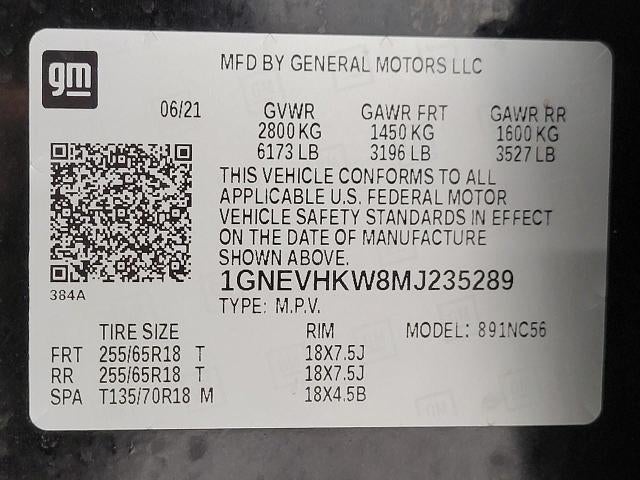 gm
MFD BY GENERAL MOTORS LLC
06/21 GVWR GAWR FRT GAWR RR
2800 KG 1450 KG 1600 KG
6173 LB 3196 LB 3527 LB
THIS VEHICLE CONFORMS TO ALL
APPLICABLE U.S. FEDERAL MOTOR
VEHICLE SAFETY STANDARDS IN EFFECT
ON THE DATE OF MANUFACTURE
SHOWN ABOVE.
384A
1GNEVHKW8MJ235289
TYPE: M.P.V.
TIRE SIZE RIM MODEL: 891NC56
FRT 255/65R18 T 18X7.5J
RR 255/65R18 T 18X7.5J
SPA T135/70R18 M 18X4.5B